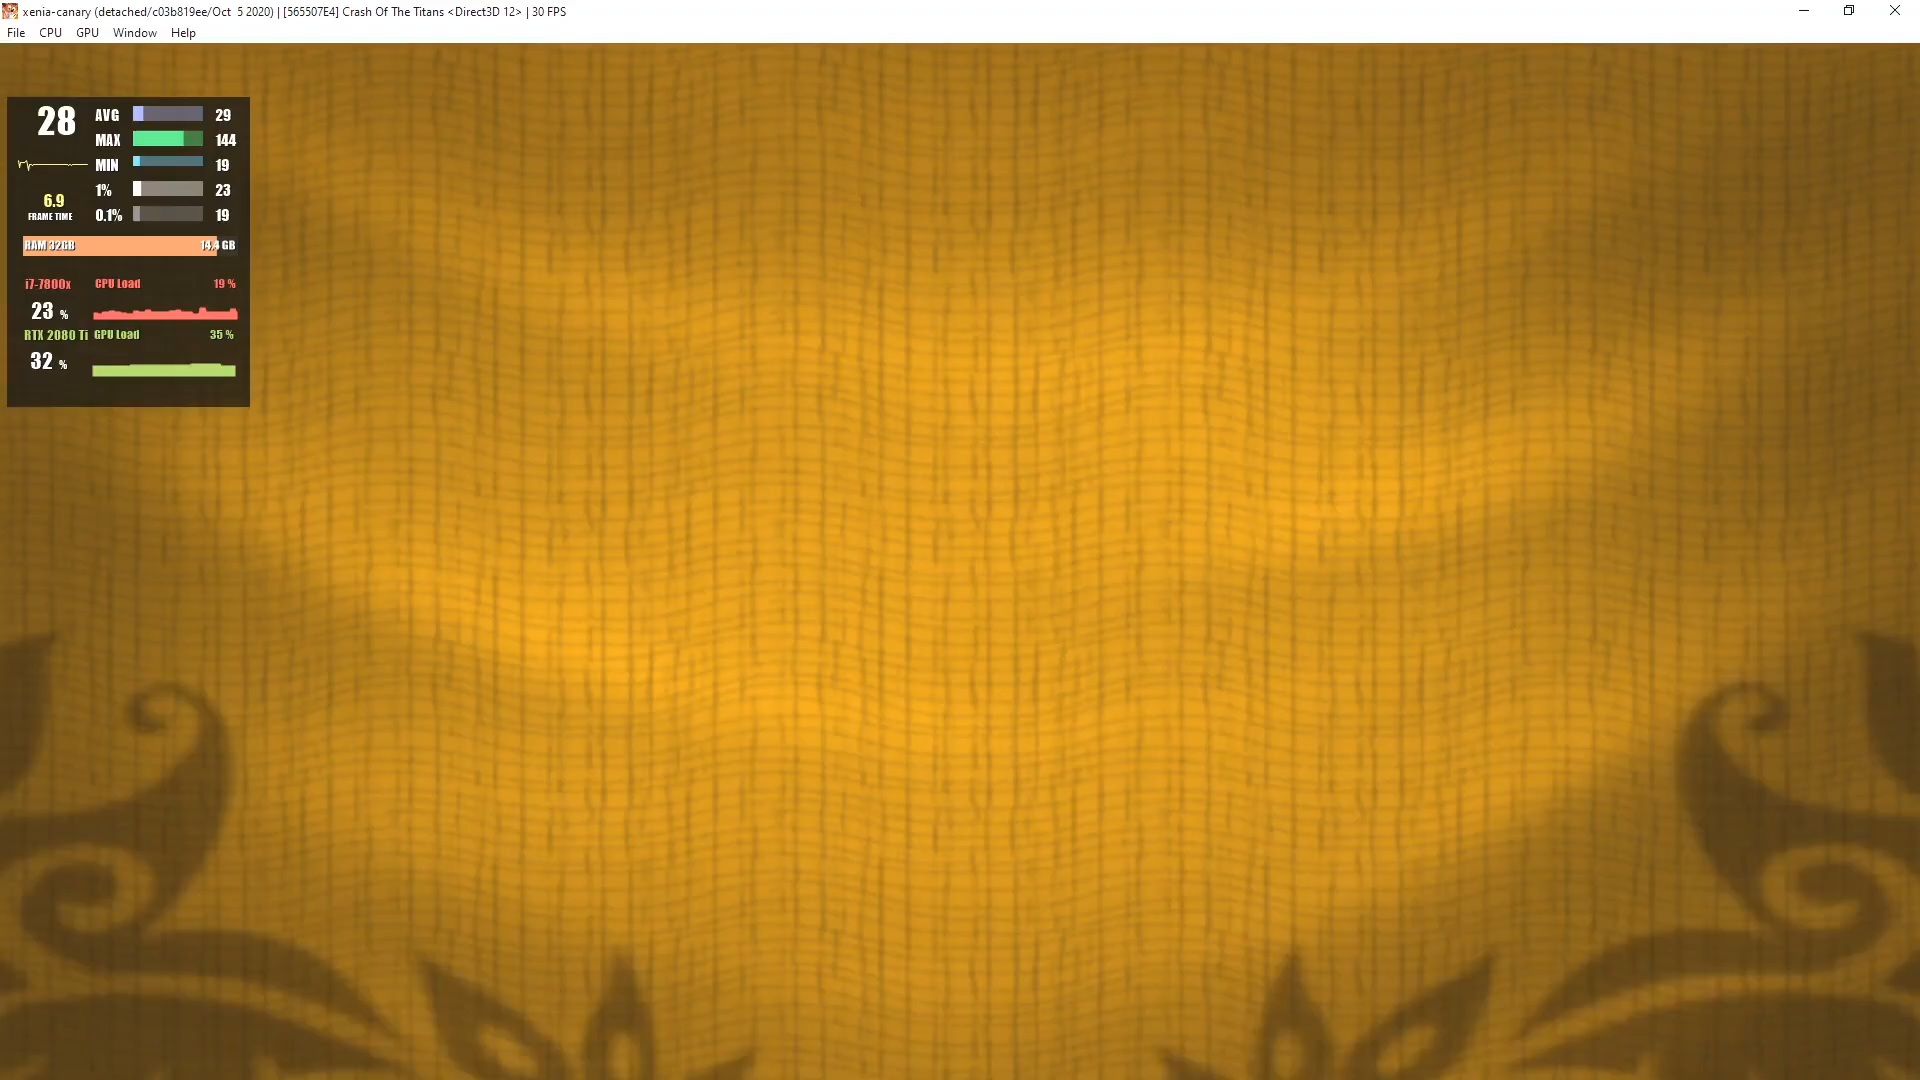 xenia-canary (detached/c03b819ee/Oct  5 2020) | [565507E4] Crash Of The Titans <Direct3D 12> | 30 FPS
File CPU GPU Window Help
28 AVG 29
MAX 144
MIN 19
1% 23
6.9
FRAME TIME
0.1% 19
RAM 32GB 14,4 GB
i7-7800x CPU Load 19 %
23 %
RTX 2080 Ti GPU Load 35 %
32 %